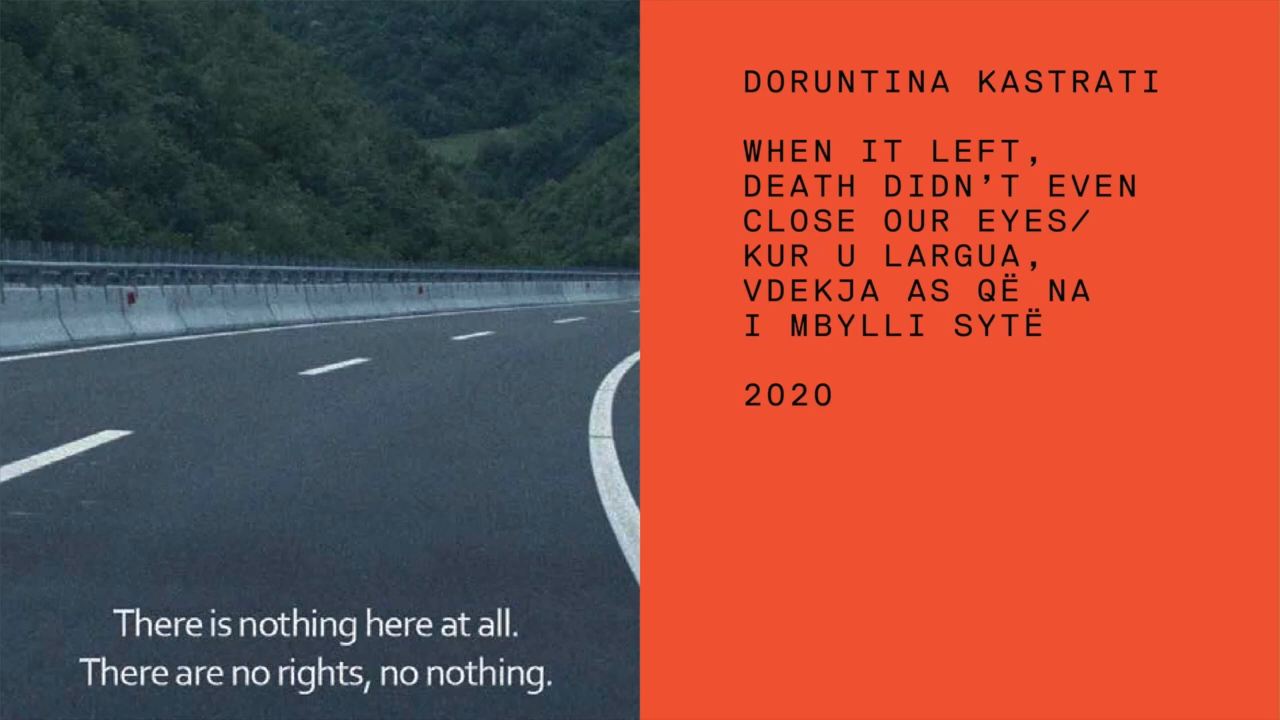 There is nothing here at all.
There are no rights, no nothing.
DORUNTINA KASTRATI
WHEN IT LEFT,
DEATH DIDN’T EVEN
CLOSE OUR EYES/
KUR U LARGUA,
VDEKJA AS QË NA
I MBYLLI SYTË
2020